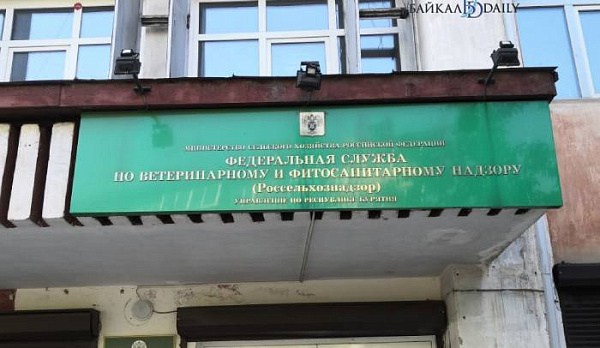 БАЙКАЛ DAILY
МИНИСТЕРСТВО СЕЛЬСКОГО ХОЗЯЙСТВА РОССИЙСКОЙ ФЕДЕРАЦИИ
ФЕДЕРАЛЬНАЯ СЛУЖБА
ПО ВЕТЕРИНАРНОМУ И ФИТОСАНИТАРНОМУ НАДЗОРУ
(Россельхознадзор)
УПРАВЛЕНИЕ ПО РЕСПУБЛИКЕ БУРЯТИЯ